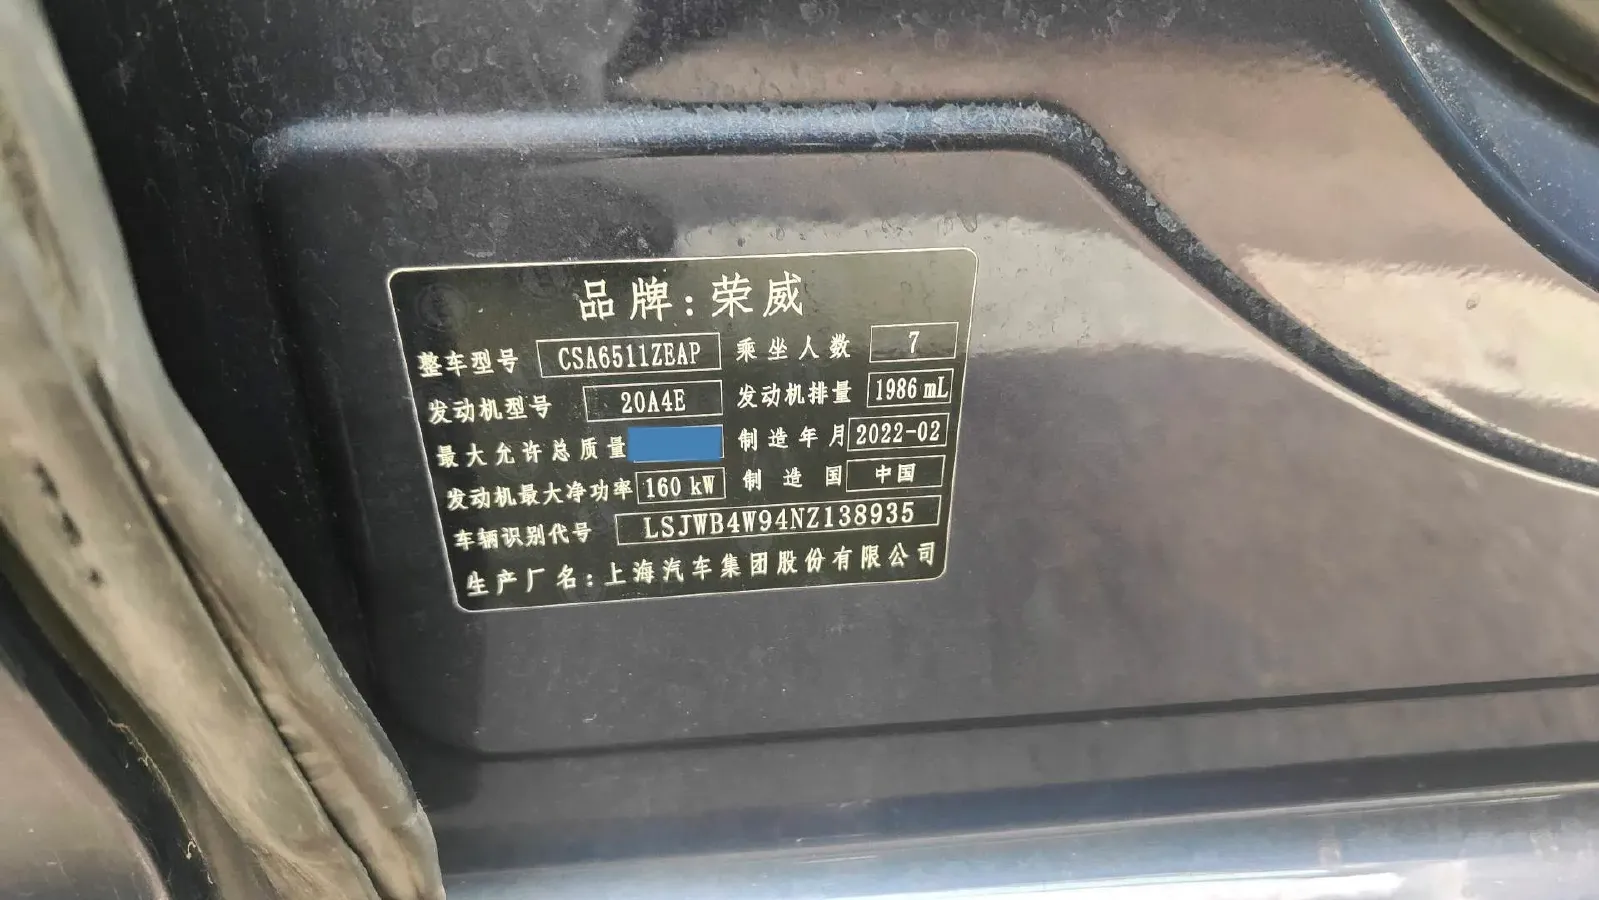 品牌:荣威
整车型号 CSA6511ZEAP 乘坐人数 7
发动机型号 20A4E 发动机排量 1986 mL
最大允许总质量 制造年月 2022-02
发动机最大净功率 160 kW 制造国 中国
车辆识别代号 LSJWB4W94NZ138935
生产厂名:上海汽车集团股份有限公司